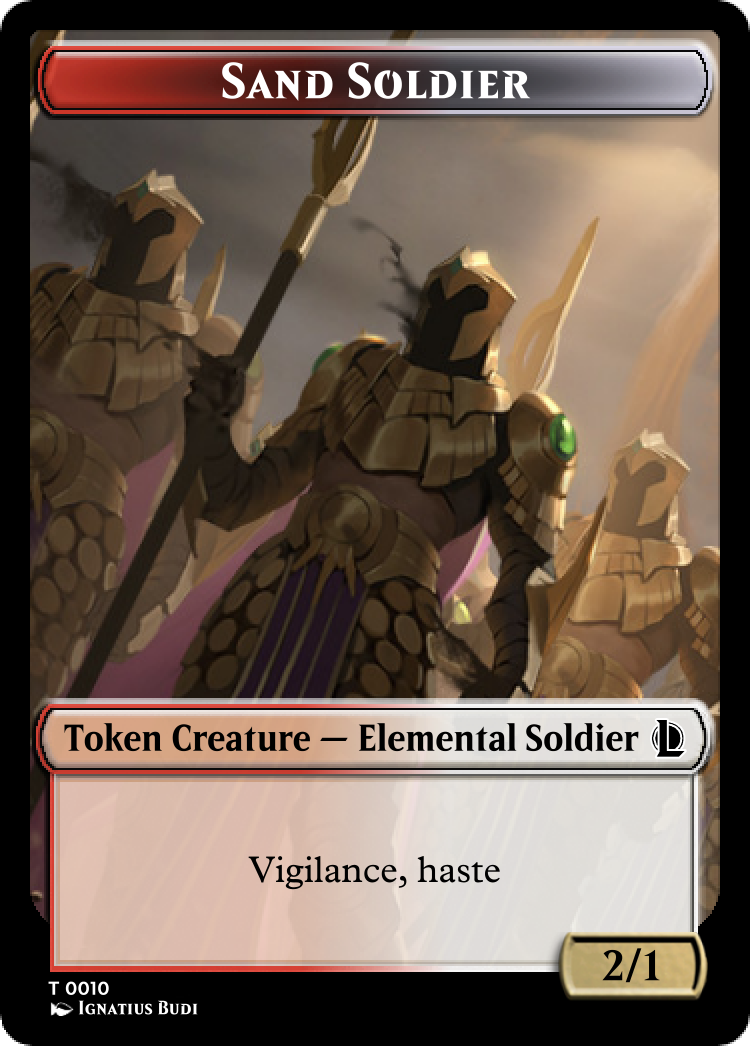 Sand Soldier
Token Creature — Elemental Soldier
Vigilance, haste
2/1
T 0010
Ignatius Budi